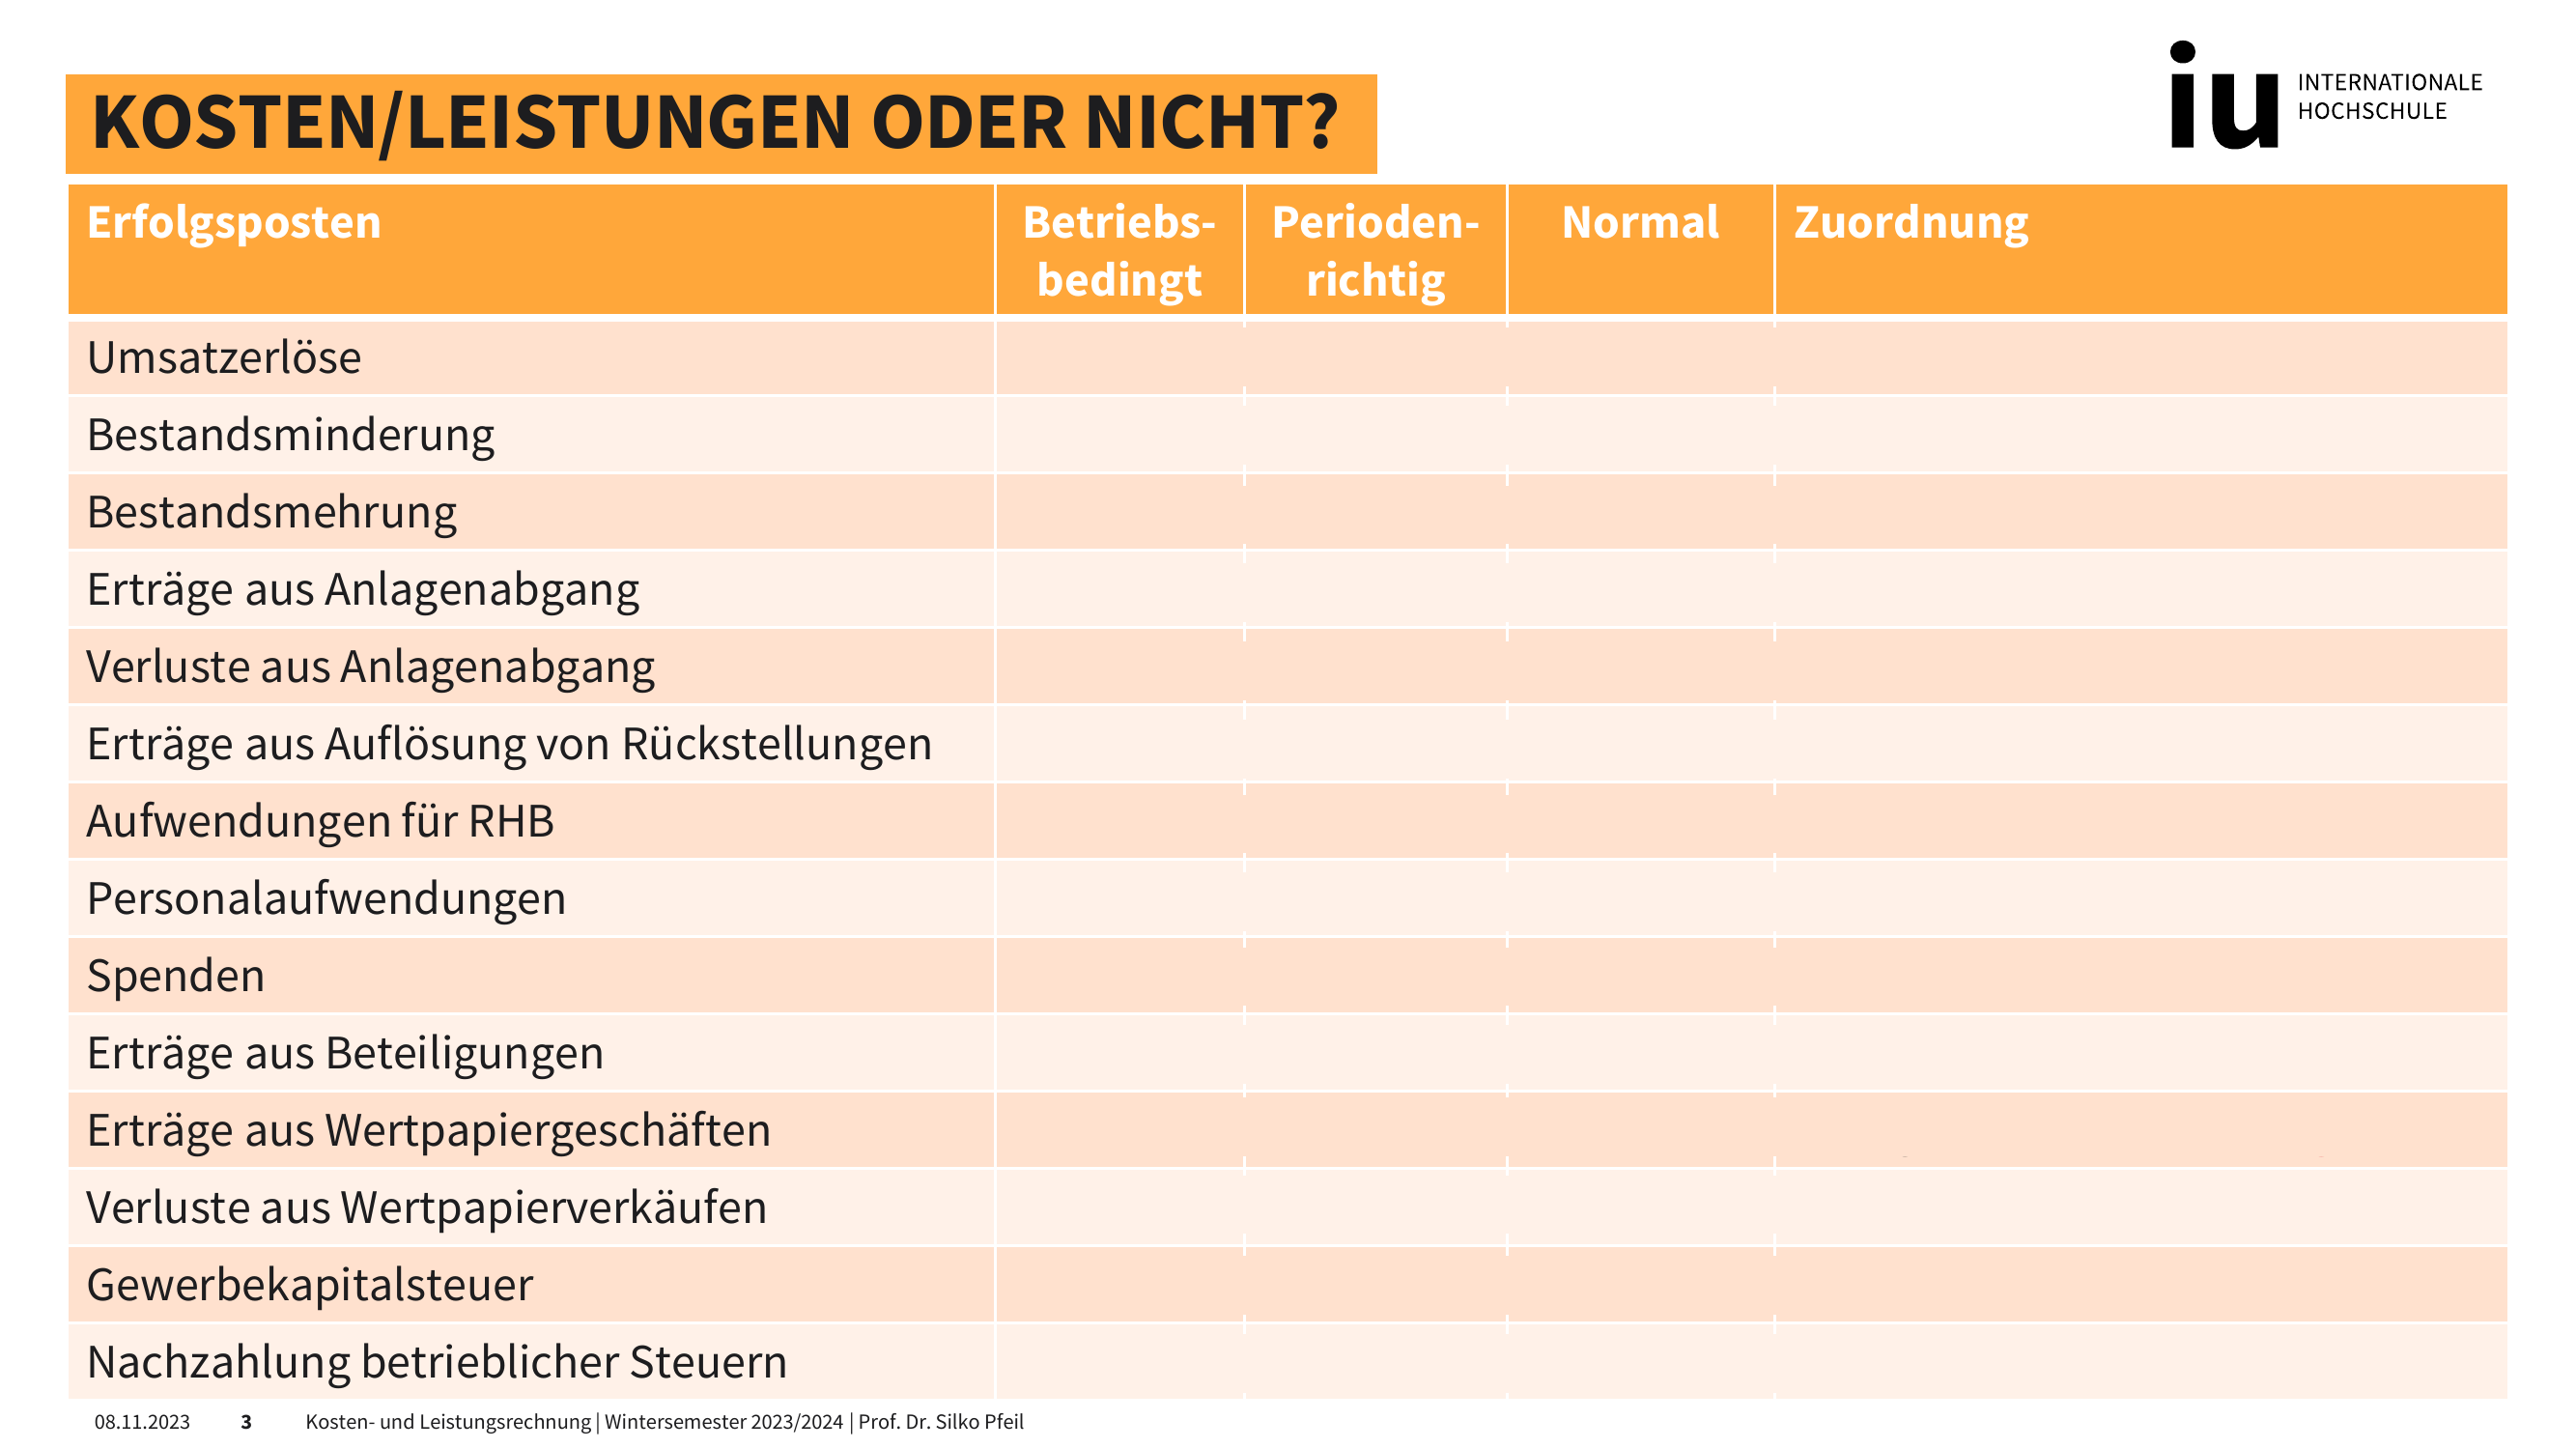 KOSTEN/LEISTUNGEN ODER NICHT?
iu INTERNATIONALE
HOCHSCHULE
Erfolgsposten Betriebs- Perioden- Normal Zuordnung
bedingt richtig
Umsatzerlöse
Bestandsminderung
Bestandsmehrung
Erträge aus Anlagenabgang
Verluste aus Anlagenabgang
Erträge aus Auflösung von Rückstellungen
Aufwendungen für RHB
Personalaufwendungen
Spenden
Erträge aus Beteiligungen
Erträge aus Wertpapiergeschäften
Verluste aus Wertpapierverkäufen
Gewerbekapitalsteuer
Nachzahlung betrieblicher Steuern
08.11.2023 3 Kosten- und Leistungsrechnung | Wintersemester 2023/2024 | Prof. Dr. Silko Pfeil